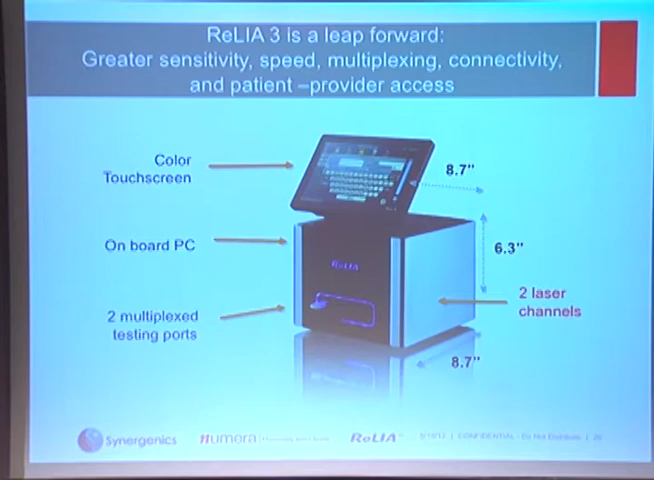 ReLIA 3 is a leap forward:
Greater sensitivity, speed, multiplexing, connectivity,
and patient –provider access
Color
Touchscreen
8.7"
On board PC
ReLIA
6.3"
2 laser
channels
2 multiplexed
testing ports
8.7"
Synergenics
numera
ReLIA
CONFIDENTIAL - Do Not Distribute